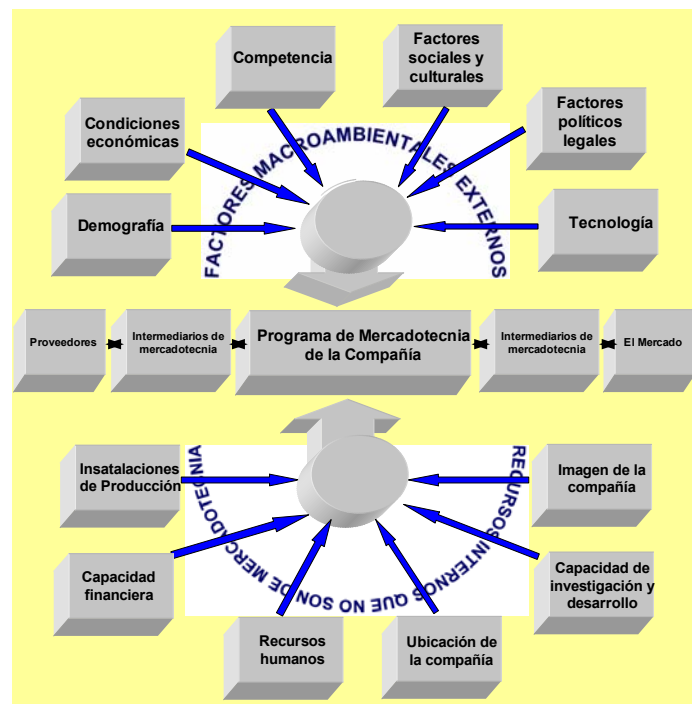 Competencia
Factores
sociales y
culturales
Condiciones
económicas
Factores
políticos
legales
Demografía
Tecnología
FACTORES MACROAMBIENTALES EXTERNOS
Proveedores
Intermediarios de
mercadotecnia
Programa de Mercadotecnia
de la Compañía
Intermediarios de
mercadotecnia
El Mercado
Insatalaciones
de Producción
Imagen de la
compañía
Capacidad
financiera
Capacidad de
investigación y
desarrollo
Recursos
humanos
Ubicación de
la compañía
RECURSOS INTERNOS QUE NO SON DE MERCADOTECNIA